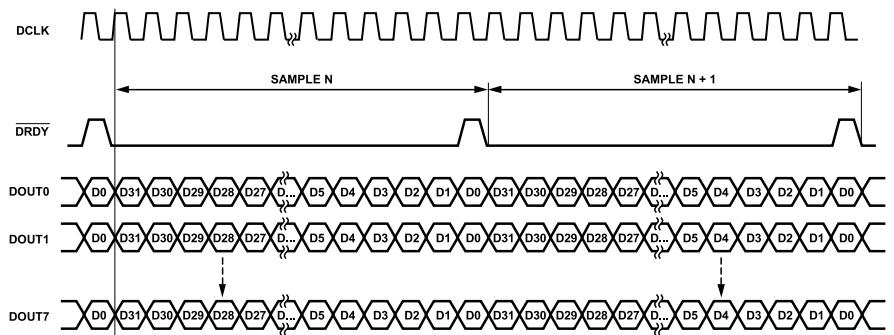 DCLK
SAMPLE N SAMPLE N + 1
DRDY
DOUT0 D0 D31 D30 D29 D28 D27 D... D5 D4 D3 D2 D1 D0 D31 D30 D29 D28 D27 D... D5 D4 D3 D2 D1 D0
DOUT1 D0 D31 D30 D29 D28 D27 D... D5 D4 D3 D2 D1 D0 D31 D30 D29 D28 D27 D... D5 D4 D3 D2 D1 D0
DOUT7 D0 D31 D30 D29 D28 D27 D... D5 D4 D3 D2 D1 D0 D31 D30 D29 D28 D27 D... D5 D4 D3 D2 D1 D0